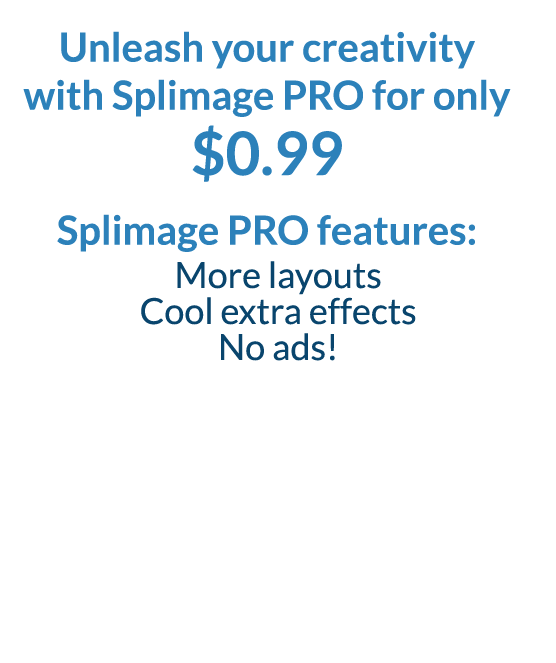 Unleash your creativity
with Splimage PRO for only
$0.99
Splimage PRO features:
More layouts
Cool extra effects
No ads!